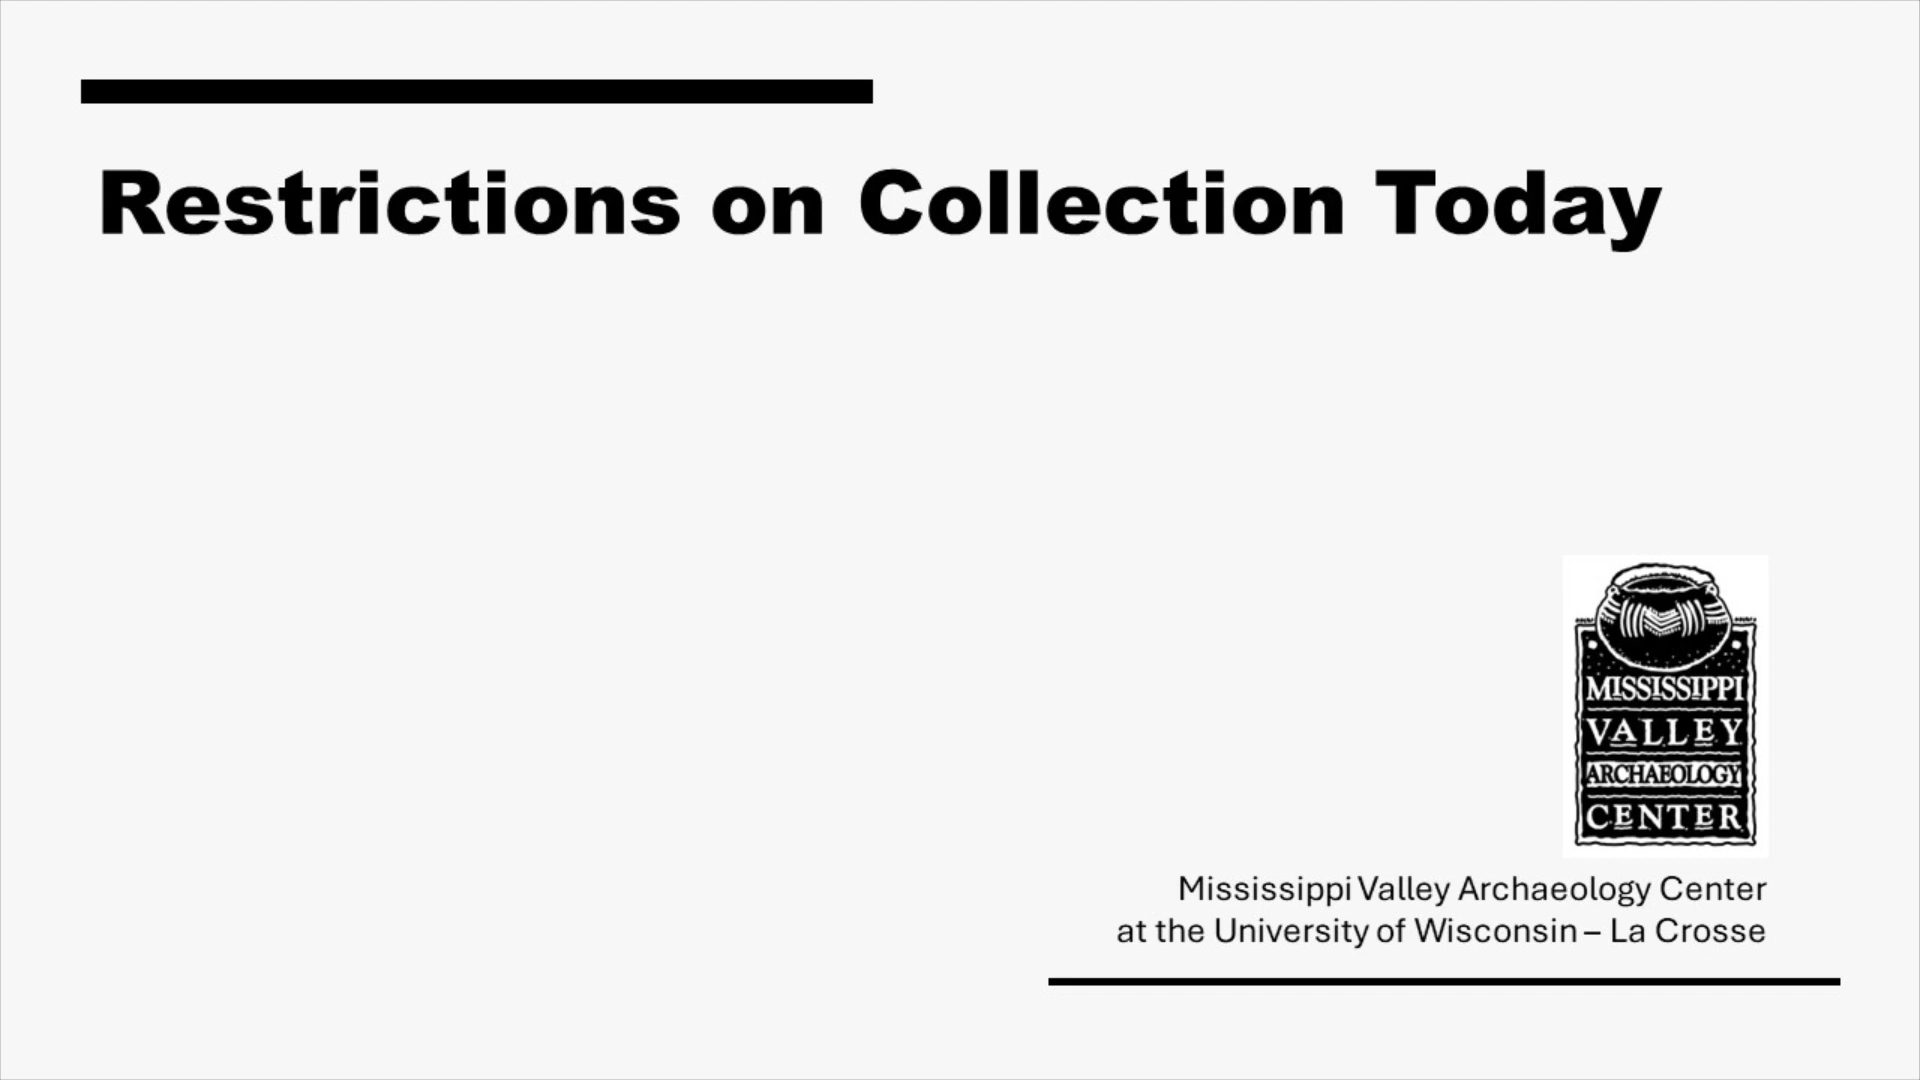 Restrictions on Collection Today
MISSISSIPPI
VALLEY
ARCHAEOLOGY
CENTER
Mississippi Valley Archaeology Center
at the University of Wisconsin – La Crosse